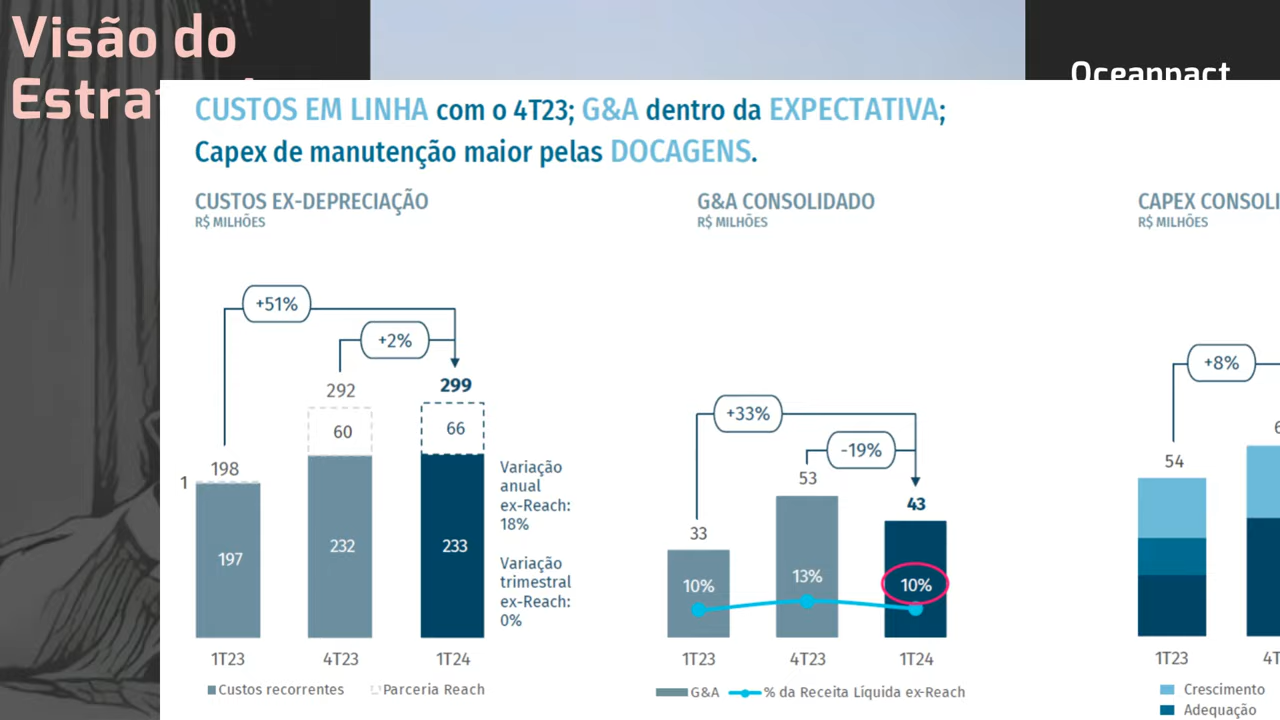 Visão do
Oceanpact
CUSTOS EM LINHA com o 4T23; G&A dentro da EXPECTATIVA;
Capex de manutenção maior pelas DOCAGENS.
CUSTOS EX-DEPRECIAÇÃO
R$ MILHÕES
+51%
+2%
292
299
60
66
198
1
197
232
233
Variação
anual
ex-Reach:
18%
Variação
trimestral
ex-Reach:
0%
1T23
4T23
1T24
Custos recorrentes
Parceria Reach
G&A CONSOLIDADO
R$ MILHÕES
+33%
-19%
53
43
33
10%
13%
10%
1T23
4T23
1T24
G&A
% da Receita Líquida ex-Reach
R$ MILHÕES
+8%
54
1T23
Crescimento
Adequação